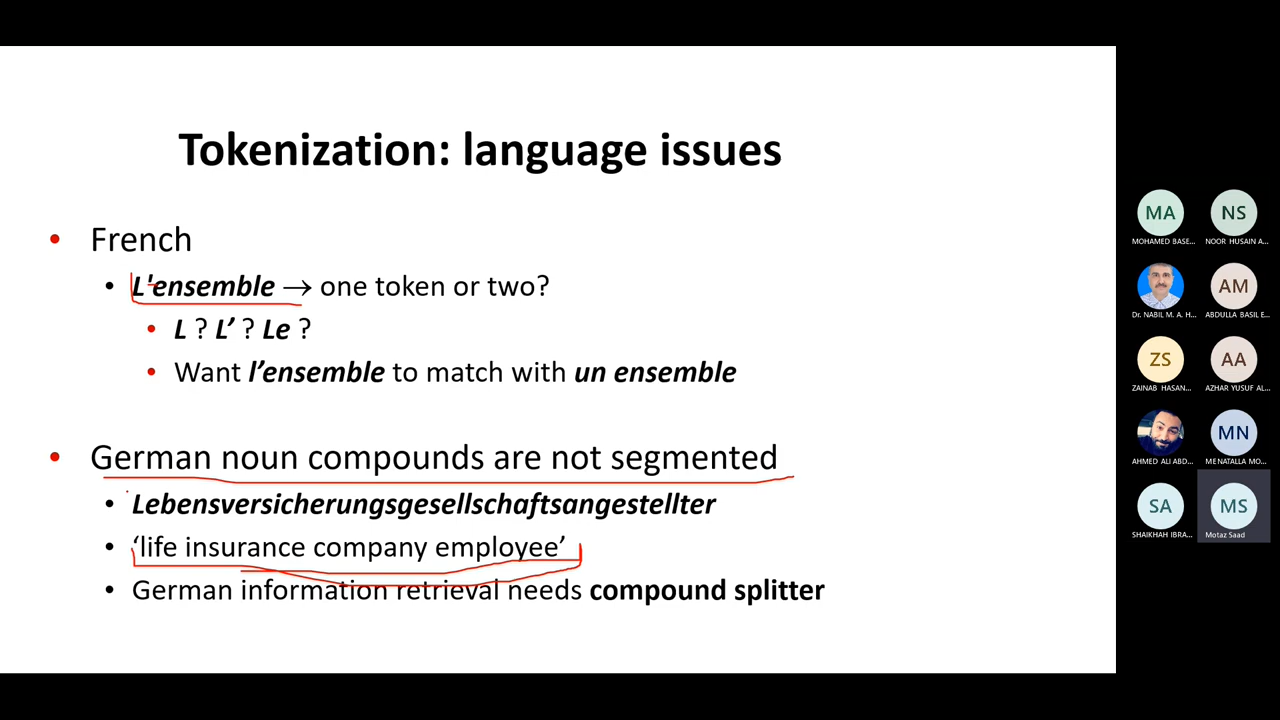 Tokenization: language issues
• French
• L'ensemble → one token or two?
• L ? L’ ? Le ?
• Want l’ensemble to match with un ensemble
• German noun compounds are not segmented
• Lebensversicherungsgesellschaftsangestellter
• ‘life insurance company employee’
• German information retrieval needs compound splitter
MA NS
MOHAMED BASE... NOOR HUSAIN A...
AM
Dr. NABIL M. A. H... ABDULLA BASIL E...
ZS AA
ZAINAB HASAN... AZHAR YUSUF AL...
MN
AHMED ALI ABD... MENATALLA MO...
SA MS
SHAIKHAH IBRA... Motaz Saad